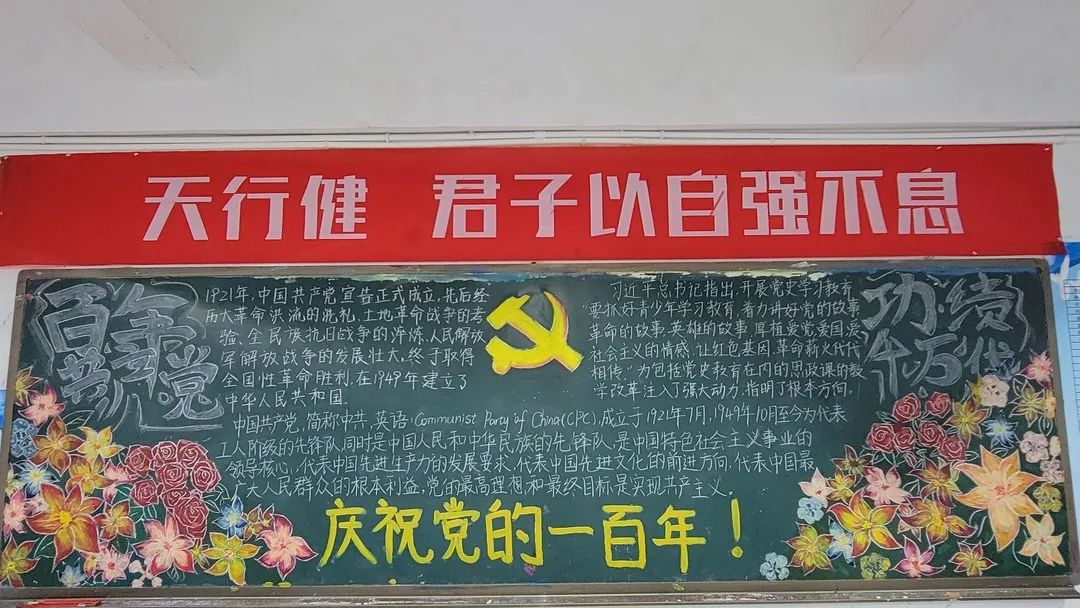 天行健 君子以自强不息
百年
共产党
1921年,中国共产党宣告正式成立,先后经
历大革命洪流的洗礼、土地革命战争的考
验、全民族抗日战争的淬炼、人民解放
军解放战争的发展壮大,终于取得
全国性革命胜利,在1949年建立了
中华人民共和国.
习近平总书记指出,开展党史学习教育
"要抓好青少年学习教育,着力讲好党的故事
革命的故事,英雄的故事,厚植爱党爱国爱
社会主义的情感,让红色基因,革命薪火代代
相传."为包括党史教育在内的思政课的教
学改革注入了强大动力,指明了根本方向.
功绩
千万代
中国共产党,简称中共,英语:Communist Party of China(CPC),成立于1921年7月,1949年10月至今为代表
工人阶级的先锋队,同时是中国人民和中华民族的先锋队,是中国特色社会主义事业的
领导核心,代表中国先进生产力的发展要求,代表中国先进文化的前进方向,代表中国最
广大人民群众的根本利益,党的最高理想和最终目标是实现共产主义。
庆祝党的一百年!